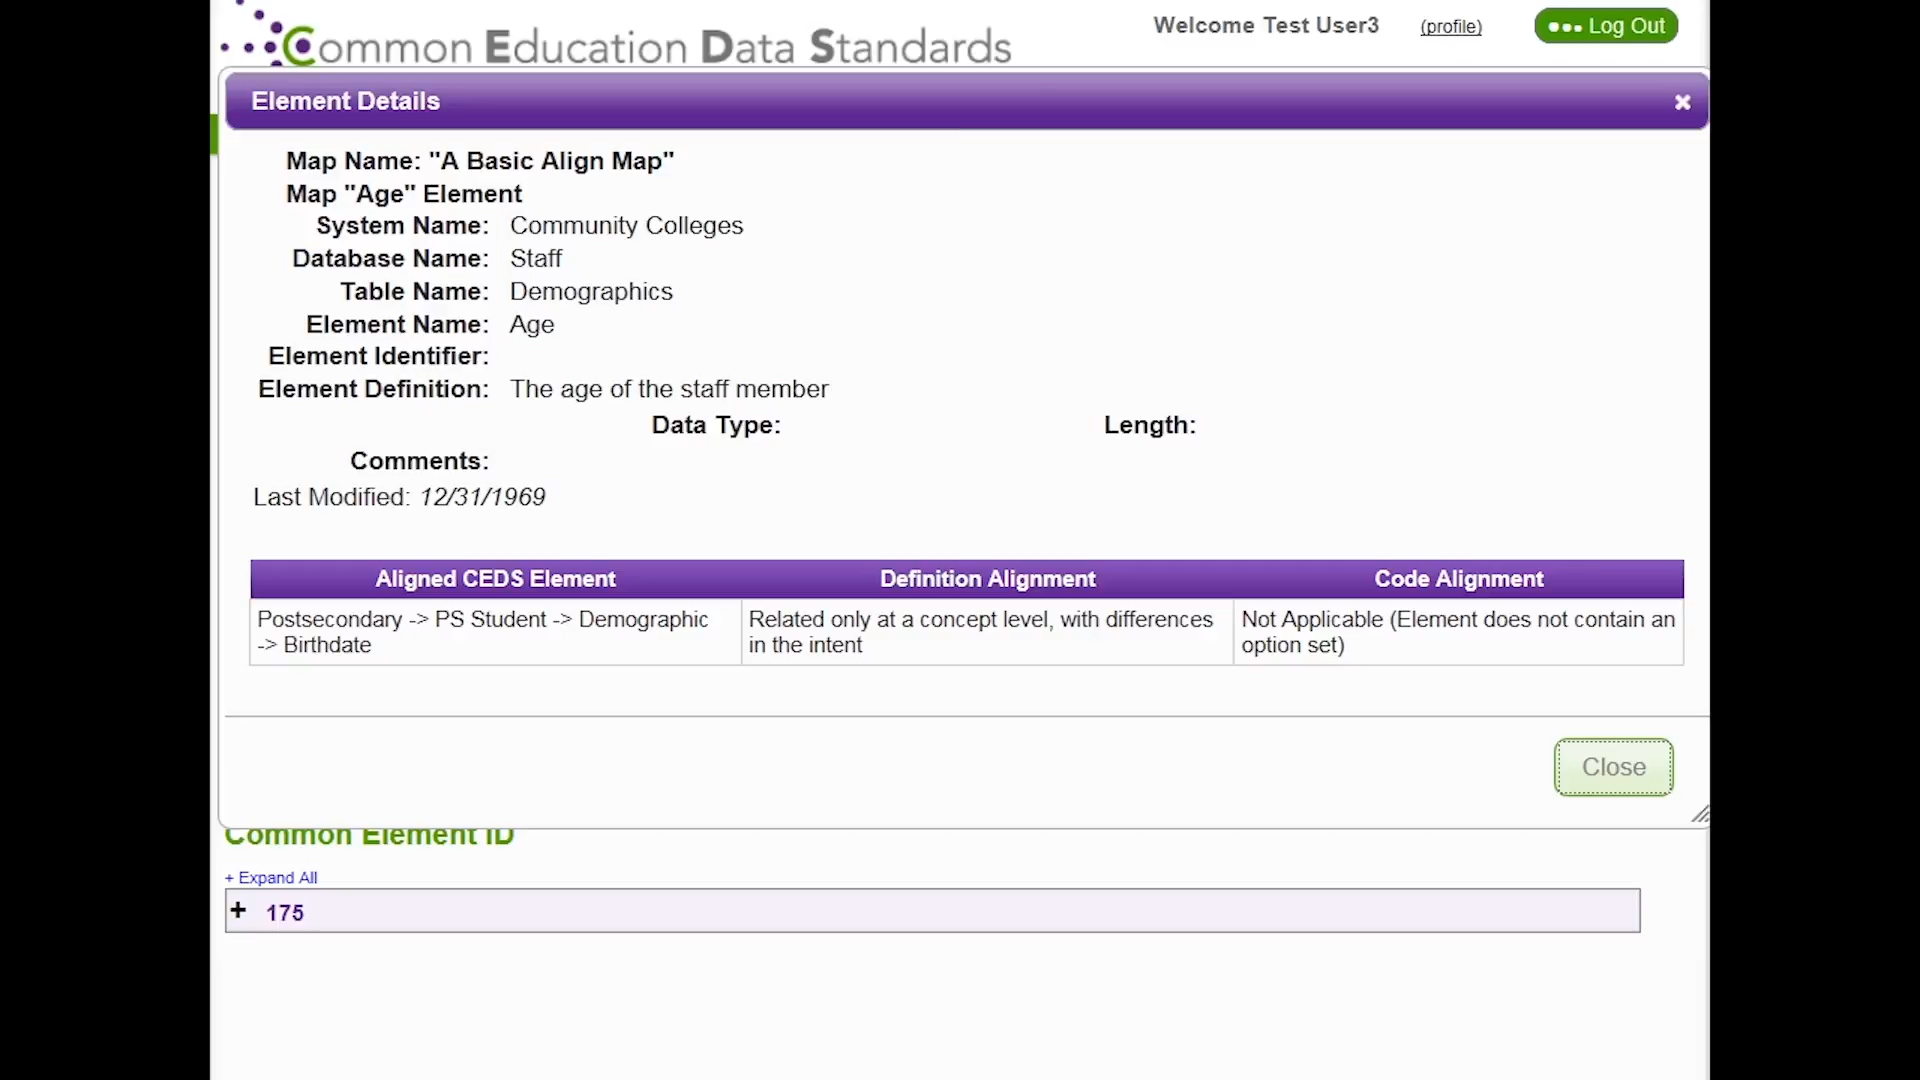 Common Education Data Standards
Welcome Test User3 (profile) Log Out
Element Details
Map Name: "A Basic Align Map"
Map "Age" Element
System Name: Community Colleges
Database Name: Staff
Table Name: Demographics
Element Name: Age
Element Identifier:
Element Definition: The age of the staff member
Data Type: Length:
Comments:
Last Modified: 12/31/1969
Aligned CEDS Element Definition Alignment Code Alignment
Postsecondary -> PS Student -> Demographic
-> Birthdate
Related only at a concept level, with differences
in the intent
Not Applicable (Element does not contain an
option set)
Close
Common Element ID
+ Expand All
+ 175